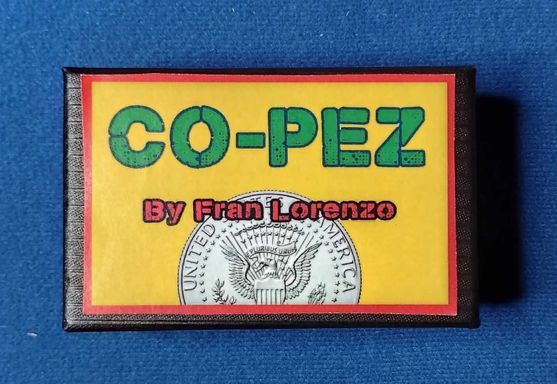 CO-PEZ
By Fran Lorenzo
UNITED STATES OF AMERICA